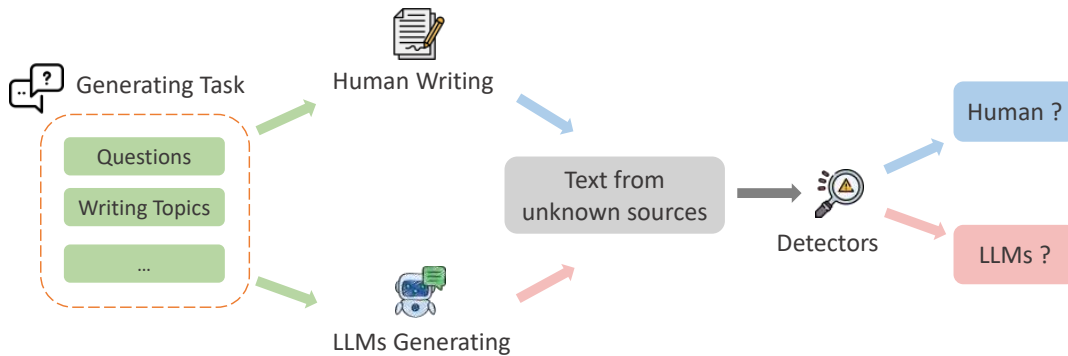 Generating Task
Questions
Writing Topics
...
Human Writing
LLMs Generating
Text from
unknown sources
Detectors
Human ?
LLMs ?